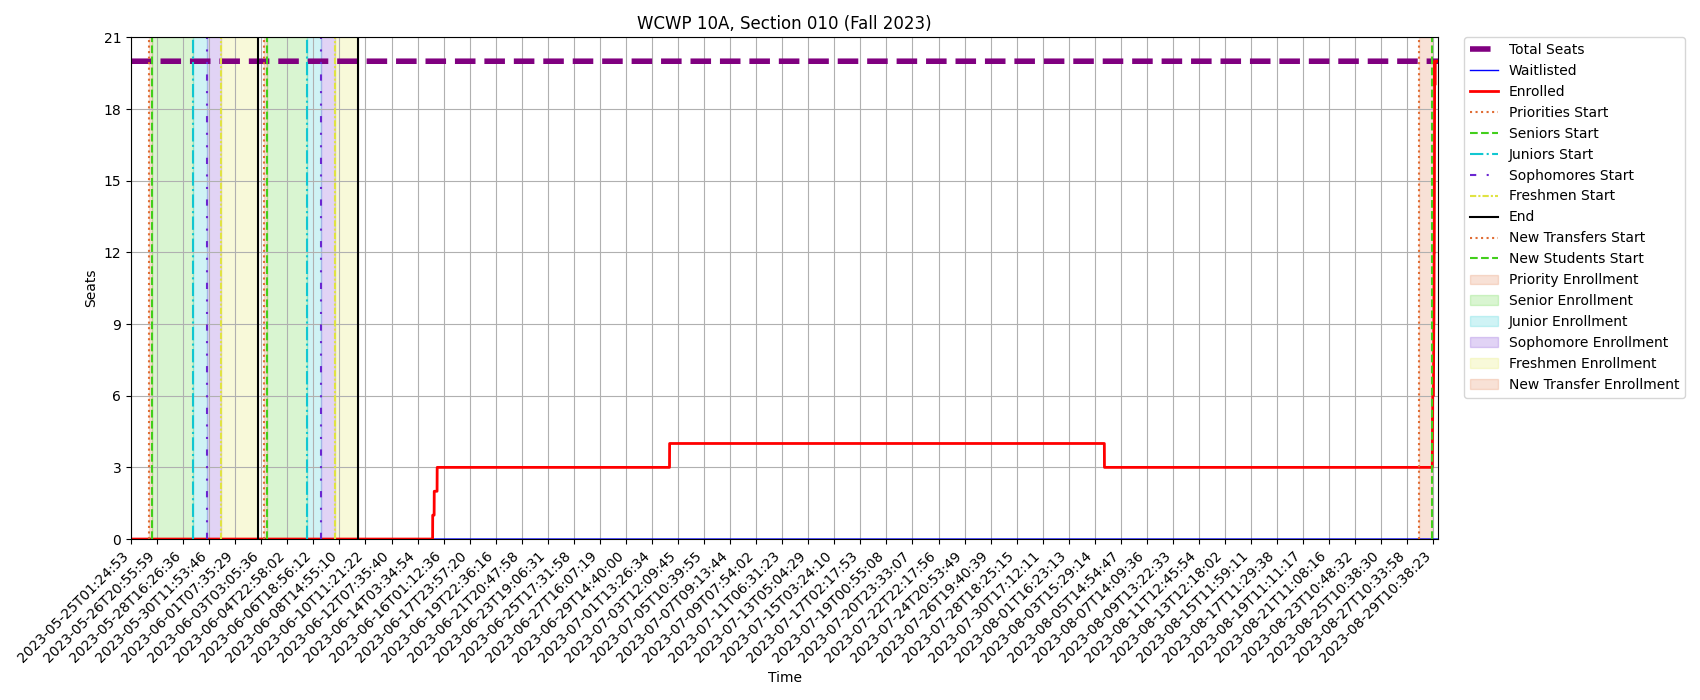 WCWP 10A, Section 010 (Fall 2023)
21
18
15
12
9
6
3
0
Seats
2023-05-25T01:24:53
2023-05-26T20:55:59
2023-05-28T16:26:36
2023-05-30T11:53:46
2023-06-01T07:35:29
2023-06-03T03:05:36
2023-06-04T22:58:02
2023-06-06T18:56:12
2023-06-08T14:55:10
2023-06-10T11:21:22
2023-06-12T07:35:40
2023-06-14T03:34:54
2023-06-16T01:12:36
2023-06-17T23:57:20
2023-06-19T22:36:16
2023-06-21T20:47:58
2023-06-23T19:06:31
2023-06-25T17:31:58
2023-06-27T16:07:19
2023-06-29T14:40:00
2023-07-01T13:26:34
2023-07-03T12:09:45
2023-07-05T10:39:55
2023-07-07T09:13:44
2023-07-09T07:54:02
2023-07-11T06:31:23
2023-07-13T05:04:29
2023-07-15T03:24:10
2023-07-17T02:17:53
2023-07-19T00:55:08
2023-07-20T23:33:07
2023-07-22T22:17:56
2023-07-24T20:53:49
2023-07-26T19:40:39
2023-07-28T18:25:15
2023-07-30T17:12:11
2023-08-01T16:23:13
2023-08-03T15:29:14
2023-08-05T14:54:47
2023-08-07T14:09:36
2023-08-09T13:22:33
2023-08-11T12:45:54
2023-08-13T12:18:02
2023-08-15T11:59:11
2023-08-17T11:29:38
2023-08-19T11:11:17
2023-08-21T11:08:16
2023-08-23T10:48:32
2023-08-25T10:38:30
2023-08-27T10:33:58
2023-08-29T10:38:23
Time
Total Seats
Waitlisted
Enrolled
Priorities Start
Seniors Start
Juniors Start
Sophomores Start
Freshmen Start
End
New Transfers Start
New Students Start
Priority Enrollment
Senior Enrollment
Junior Enrollment
Sophomore Enrollment
Freshmen Enrollment
New Transfer Enrollment